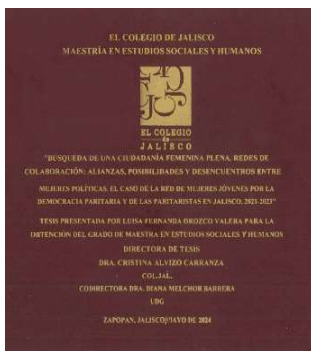 EL COLEGIO DE JALISCO
MAESTRÍA EN ESTUDIOS SOCIALES Y HUMANOS
EL COLEGIO
de
JALISCO
"BUSQUEDA DE UNA CIUDADANÍA FEMENINA PLENA. REDES DE
COLABORACIÓN: ALIANZAS, POSIBILIDADES Y DESENCUENTROS ENTRE
MUJERES POLÍTICAS. EL CASO DE LA RED DE MUJERES JÓVENES POR LA
DEMOCRACIA PARITARIA Y DE LAS PARITARISTAS EN JALISCO, 2021-2023"
TESIS PRESENTADA POR LUISA FERNANDA OROZCO VALERA PARA LA
OBTENCIÓN DEL GRADO DE MAESTRA EN ESTUDIOS SOCIALES Y HUMANOS
DIRECTORA DE TESIS
DRA. CRISTINA ALVIZO CARRANZA
COL.JAL.
CODIRECTORA DRA. DIANA MELCHOR BARRERA
UDG
ZAPOPAN, JALISCO;MAYO DE 2024